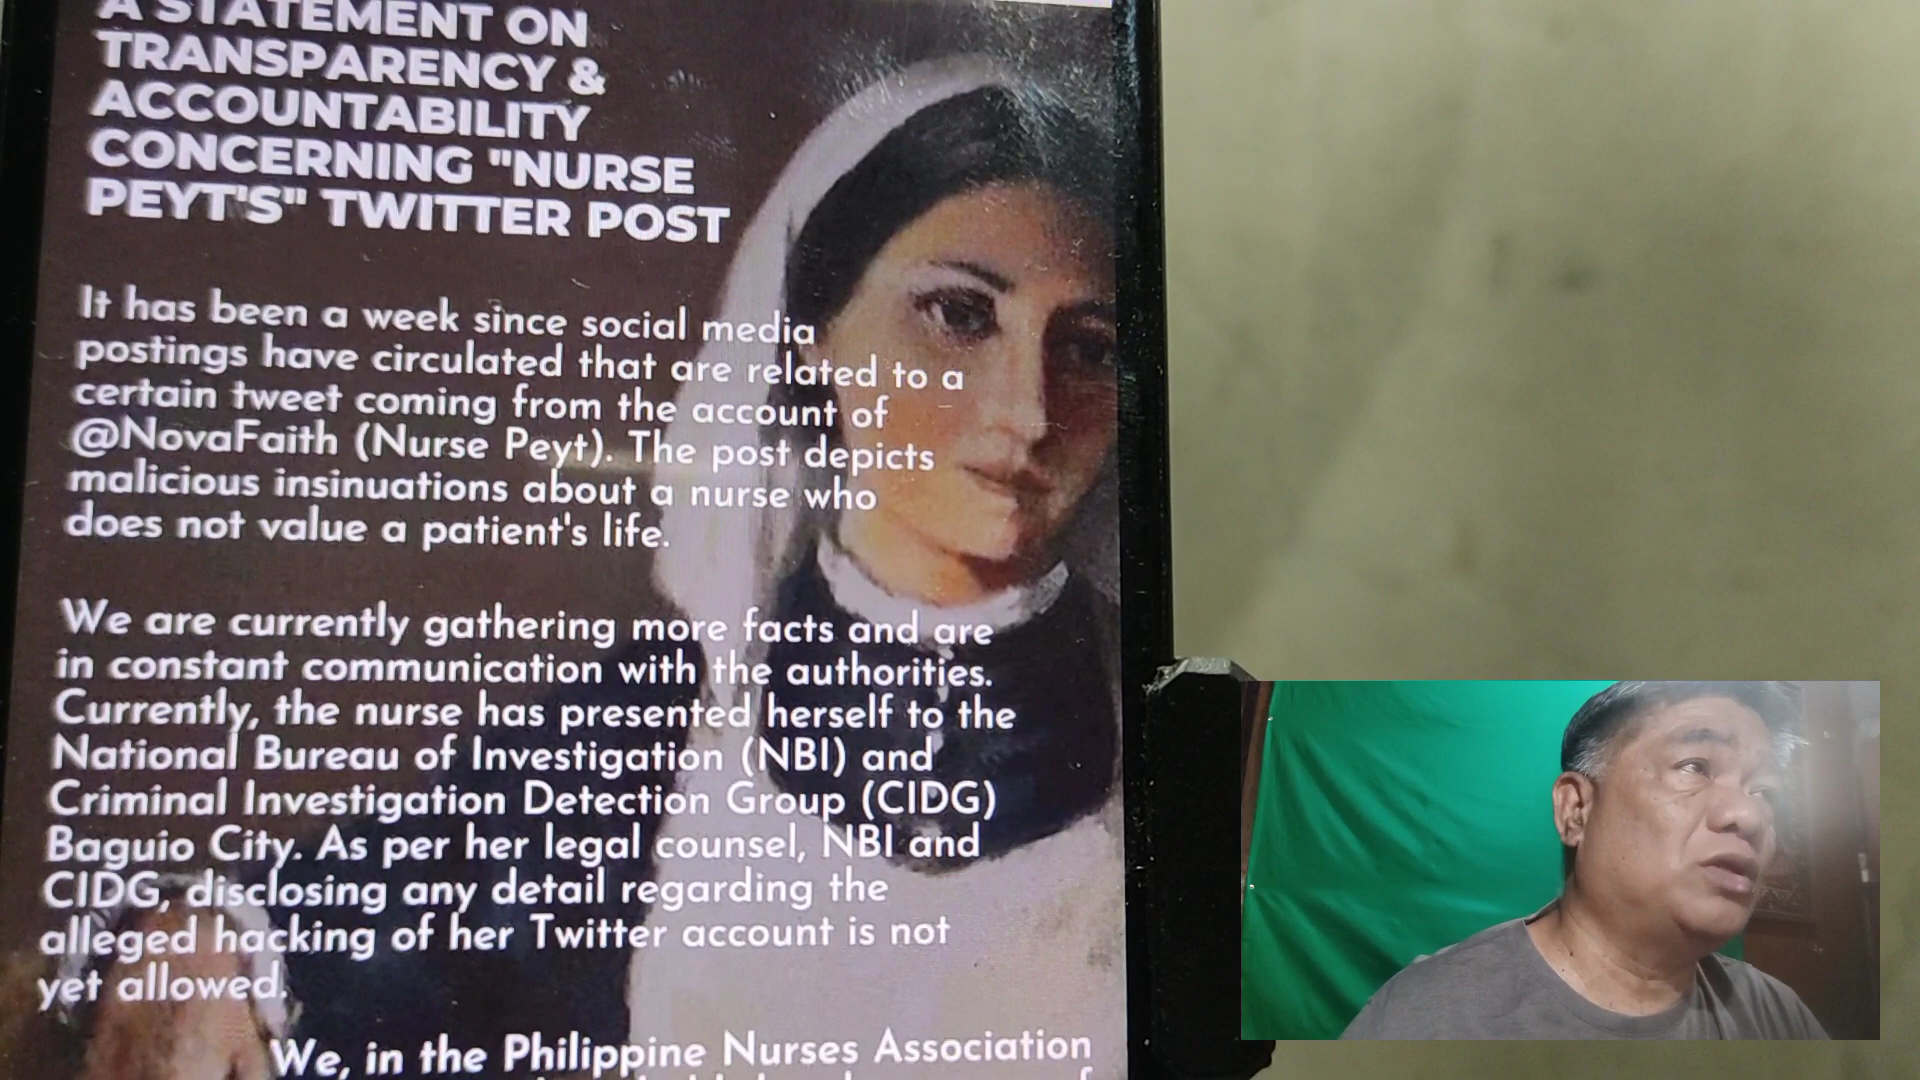 A STATEMENT ON
TRANSPARENCY &
ACCOUNTABILITY
CONCERNING "NURSE
PEYT'S" TWITTER POST
It has been a week since social media
postings have circulated that are related to a
certain tweet coming from the account of
@NovaFaith (Nurse Peyt). The post depicts
malicious insinuations about a nurse who
does not value a patient's life.
We are currently gathering more facts and are
in constant communication with the authorities.
Currently, the nurse has presented herself to the
National Bureau of Investigation (NBI) and
Criminal Investigation Detection Group (CIDG)
Baguio City. As per her legal counsel, NBI and
CIDG, disclosing any detail regarding the
alleged hacking of her Twitter account is not
yet allowed.
We, in the Philippine Nurses Association